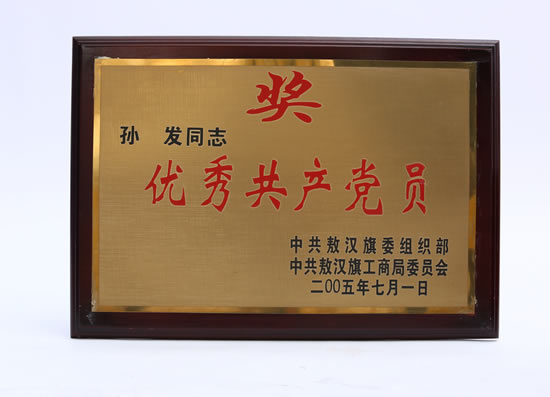 奖
孙　发同志
优秀共产党员
中共敖汉旗委组织部
中共敖汉旗工商局委员会
二00五年七月一日